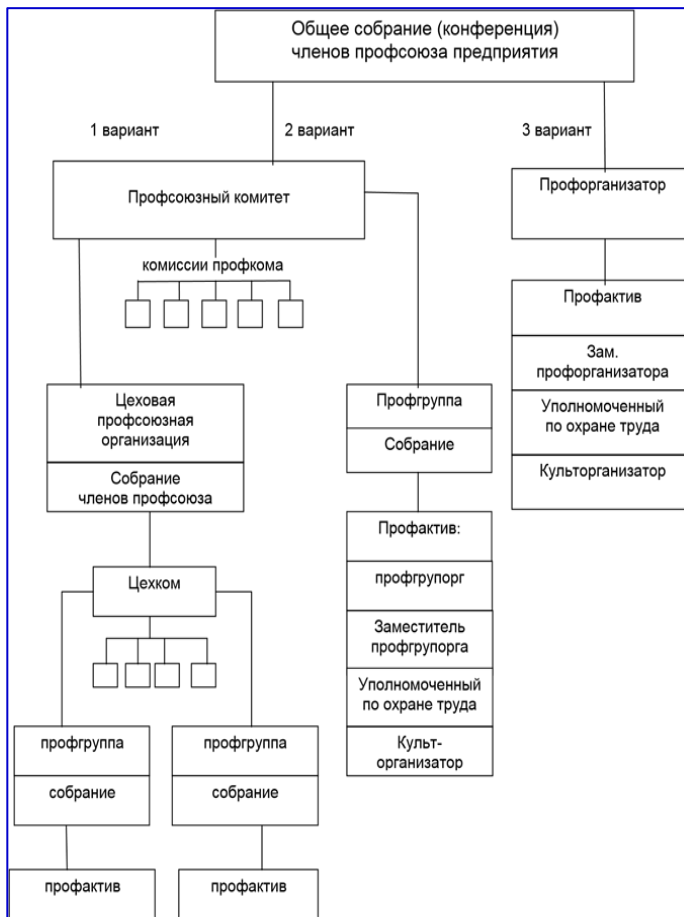 Общее собрание (конференция)
членов профсоюза предприятия
1 вариант
2 вариант
3 вариант
Профсоюзный комитет
Профорганизатор
комиссии профкома
Профактив
Зам.
профорганизатора
Уполномоченный
по охране труда
Культорганизатор
Цеховая
профсоюзная
организация
Собрание
членов профсоюза
Профгруппа
Собрание
Профактив:
профгрупорг
Заместитель
профгрупорга
Уполномоченный
по охране труда
Культ-
организатор
Цехком
профгруппа
собрание
профактив
профгруппа
собрание
профактив